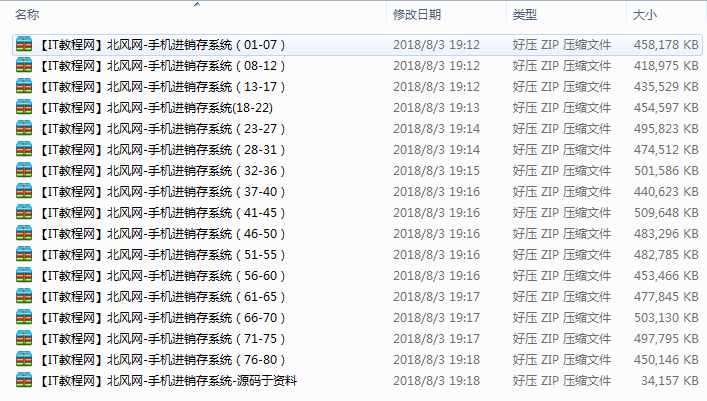 名称 修改日期 类型 大小
【IT教程网】北风网-手机进销存系统（01-07） 2018/8/3 19:12 好压 ZIP 压缩文件 458,178 KB
【IT教程网】北风网-手机进销存系统（08-12） 2018/8/3 19:12 好压 ZIP 压缩文件 418,975 KB
【IT教程网】北风网-手机进销存系统（13-17） 2018/8/3 19:12 好压 ZIP 压缩文件 435,529 KB
【IT教程网】北风网-手机进销存系统(18-22) 2018/8/3 19:13 好压 ZIP 压缩文件 454,597 KB
【IT教程网】北风网-手机进销存系统（23-27） 2018/8/3 19:14 好压 ZIP 压缩文件 495,823 KB
【IT教程网】北风网-手机进销存系统（28-31） 2018/8/3 19:14 好压 ZIP 压缩文件 474,512 KB
【IT教程网】北风网-手机进销存系统（32-36） 2018/8/3 19:15 好压 ZIP 压缩文件 501,586 KB
【IT教程网】北风网-手机进销存系统（37-40） 2018/8/3 19:16 好压 ZIP 压缩文件 440,623 KB
【IT教程网】北风网-手机进销存系统（41-45） 2018/8/3 19:16 好压 ZIP 压缩文件 509,648 KB
【IT教程网】北风网-手机进销存系统（46-50） 2018/8/3 19:16 好压 ZIP 压缩文件 483,296 KB
【IT教程网】北风网-手机进销存系统（51-55） 2018/8/3 19:16 好压 ZIP 压缩文件 482,785 KB
【IT教程网】北风网-手机进销存系统（56-60） 2018/8/3 19:16 好压 ZIP 压缩文件 453,466 KB
【IT教程网】北风网-手机进销存系统（61-65） 2018/8/3 19:17 好压 ZIP 压缩文件 477,845 KB
【IT教程网】北风网-手机进销存系统（66-70） 2018/8/3 19:17 好压 ZIP 压缩文件 503,130 KB
【IT教程网】北风网-手机进销存系统（71-75） 2018/8/3 19:17 好压 ZIP 压缩文件 497,795 KB
【IT教程网】北风网-手机进销存系统（76-80） 2018/8/3 19:18 好压 ZIP 压缩文件 450,146 KB
【IT教程网】北风网-手机进销存系统-源码于资料 2018/8/3 19:18 好压 ZIP 压缩文件 34,157 KB